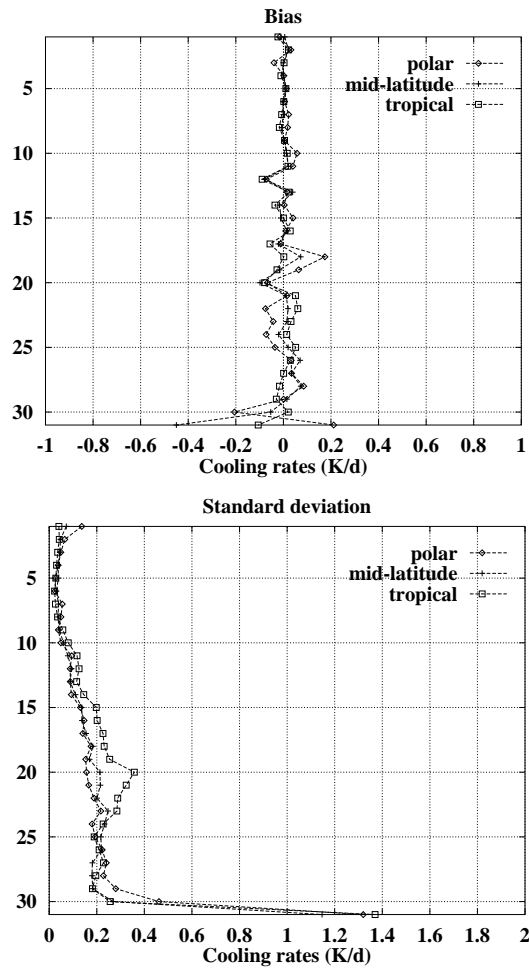 Bias
polar
mid-latitude
tropical
5
10
15
20
25
30
-1 -0.8 -0.6 -0.4 -0.2 0 0.2 0.4 0.6 0.8 1
Cooling rates (K/d)
Standard deviation
polar
mid-latitude
tropical
5
10
15
20
25
30
0 0.2 0.4 0.6 0.8 1 1.2 1.4 1.6 1.8 2
Cooling rates (K/d)